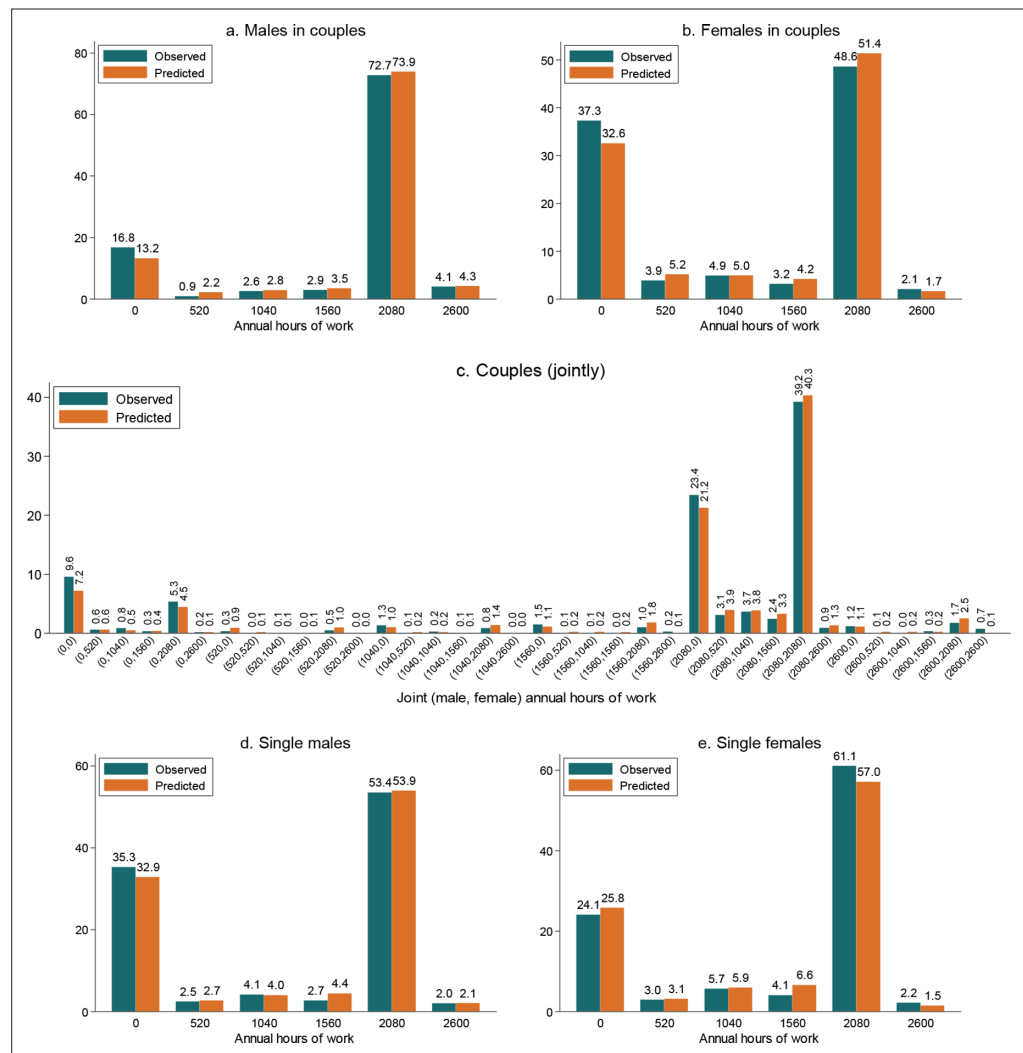 a. Males in couples
Observed
Predicted
80
60
40
20
0
16.8 13.2 0.9 2.2 2.6 2.8 2.9 3.5 72.7 73.9 4.1 4.3
0 520 1040 1560 2080 2600
Annual hours of work
b. Females in couples
Observed
Predicted
50
40
30
20
10
0
37.3 32.6 3.9 5.2 4.9 5.0 3.2 4.2 48.6 51.4 2.1 1.7
0 520 1040 1560 2080 2600
Annual hours of work
c. Couples (jointly)
Observed
Predicted
40
30
20
10
0
9.6 7.2 0.6 0.6 0.8 0.5 0.3 0.4 5.3 4.5 0.2 0.1 0.3 0.9 0.0 0.1 0.1 0.1 0.0 0.1 0.5 1.0 0.0 0.0 1.3 1.0 0.1 0.2 0.2 0.2 0.1 0.1 0.8 1.4 0.0 0.0 1.5 1.1 0.1 0.2 0.1 0.2 0.0 0.2 1.0 1.8 0.2 0.1 23.4 21.2 3.1 3.9 3.7 3.8 2.4 3.3 39.2 40.3 0.9 1.3 1.2 1.1 0.1 0.2 0.0 0.2 0.3 0.2 1.7 2.5 0.7 0.1
(0,0) (0,520) (0,1040) (0,1560) (0,2080) (0,2600) (520,0) (520,520) (520,1040) (520,1560) (520,2080) (520,2600) (1040,0) (1040,520) (1040,1040) (1040,1560) (1040,2080) (1040,2600) (1560,0) (1560,520) (1560,1040) (1560,1560) (1560,2080) (1560,2600) (2080,0) (2080,520) (2080,1040) (2080,1560) (2080,2080) (2080,2600) (2600,0) (2600,520) (2600,1040) (2600,1560) (2600,2080) (2600,2600)
Joint (male, female) annual hours of work
d. Single males
Observed
Predicted
60
40
20
0
35.3 32.9 2.5 2.7 4.1 4.0 2.7 4.4 53.4 53.9 2.0 2.1
0 520 1040 1560 2080 2600
Annual hours of work
e. Single females
Observed
Predicted
60
40
20
0
24.1 25.8 3.0 3.1 5.7 5.9 4.1 6.6 61.1 57.0 2.2 1.5
0 520 1040 1560 2080 2600
Annual hours of work